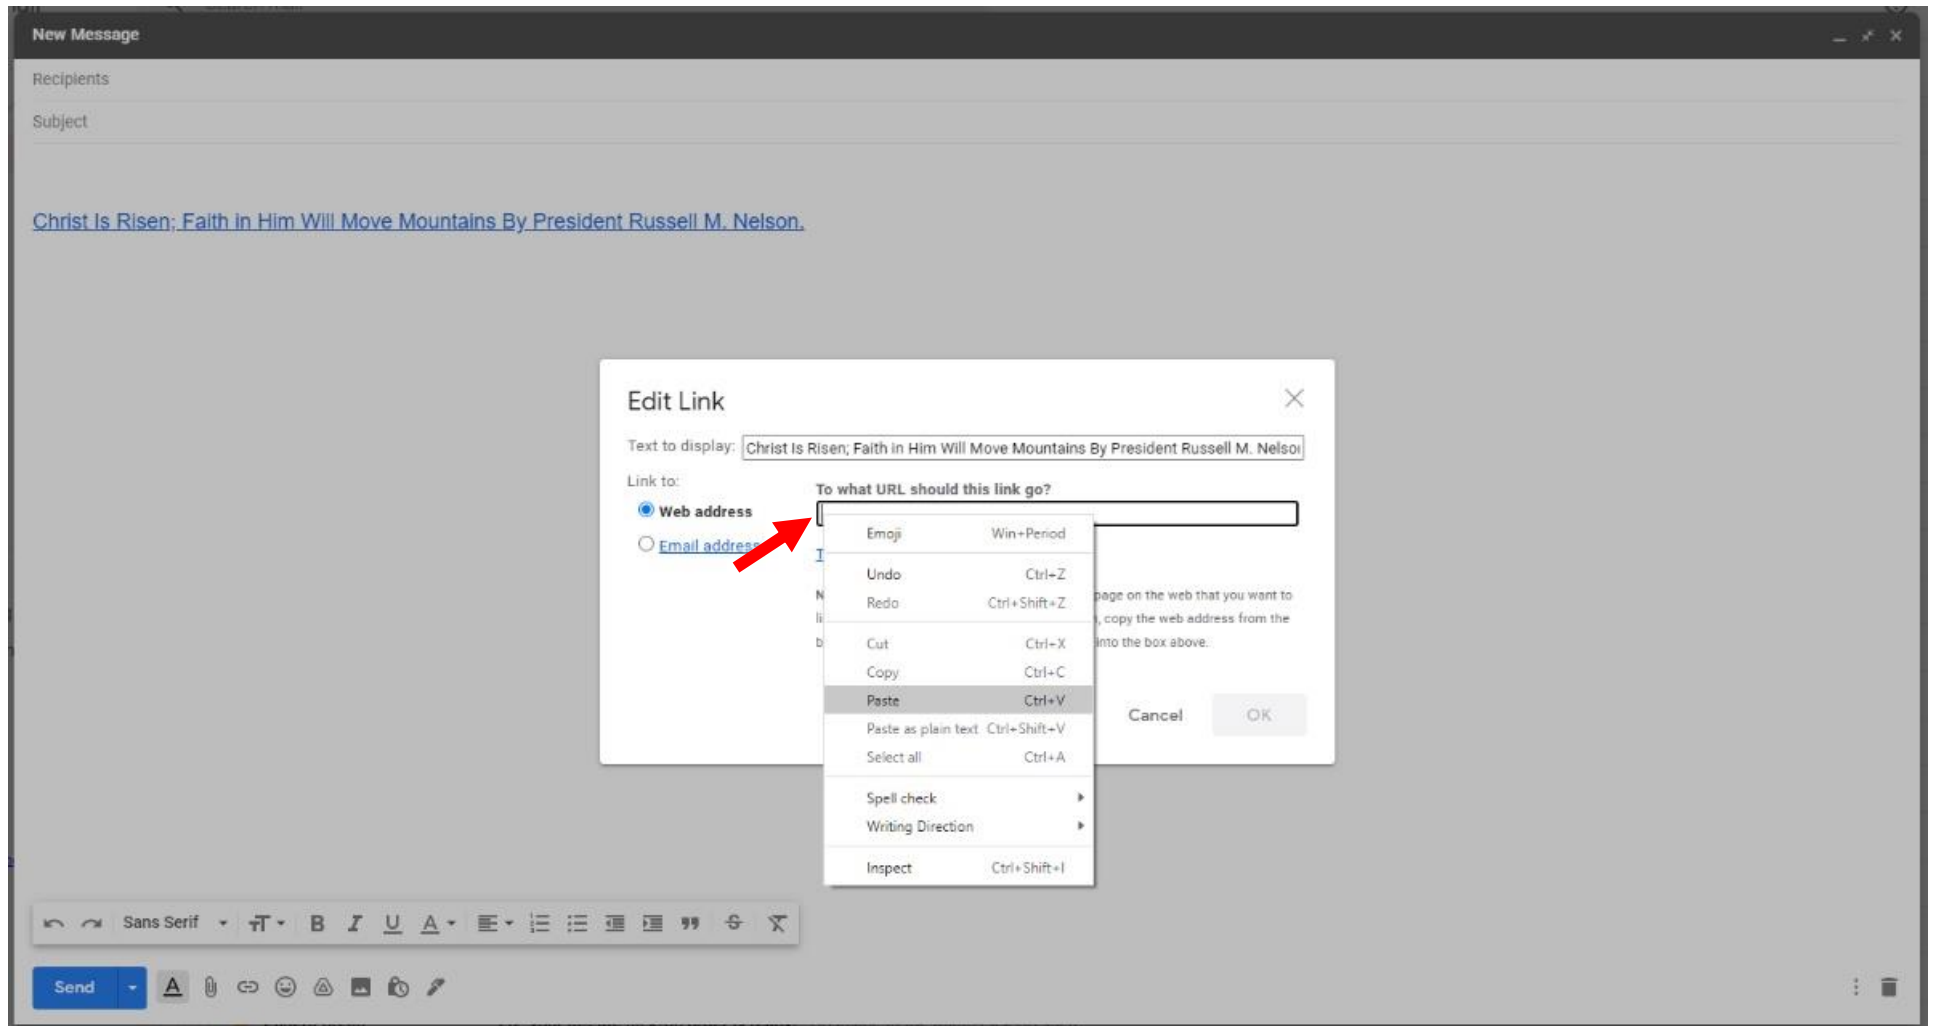 New Message
Recipients
Subject
Christ Is Risen; Faith in Him Will Move Mountains By President Russell M. Nelson.
Edit Link
Text to display: Christ Is Risen; Faith in Him Will Move Mountains By President Russell M. Nelso
Link to:
To what URL should this link go?
Web address
Email address
Emoji Win+Period
T
Undo Ctrl+Z
N page on the web that you want to
Redo Ctrl+Shift+Z
li , copy the web address from the
b into the box above.
Cut Ctrl+X
Copy Ctrl+C
Paste Ctrl+V
Cancel OK
Paste as plain text Ctrl+Shift+V
Select all Ctrl+A
Spell check
Writing Direction
Inspect Ctrl+Shift+I
Sans Serif
Send